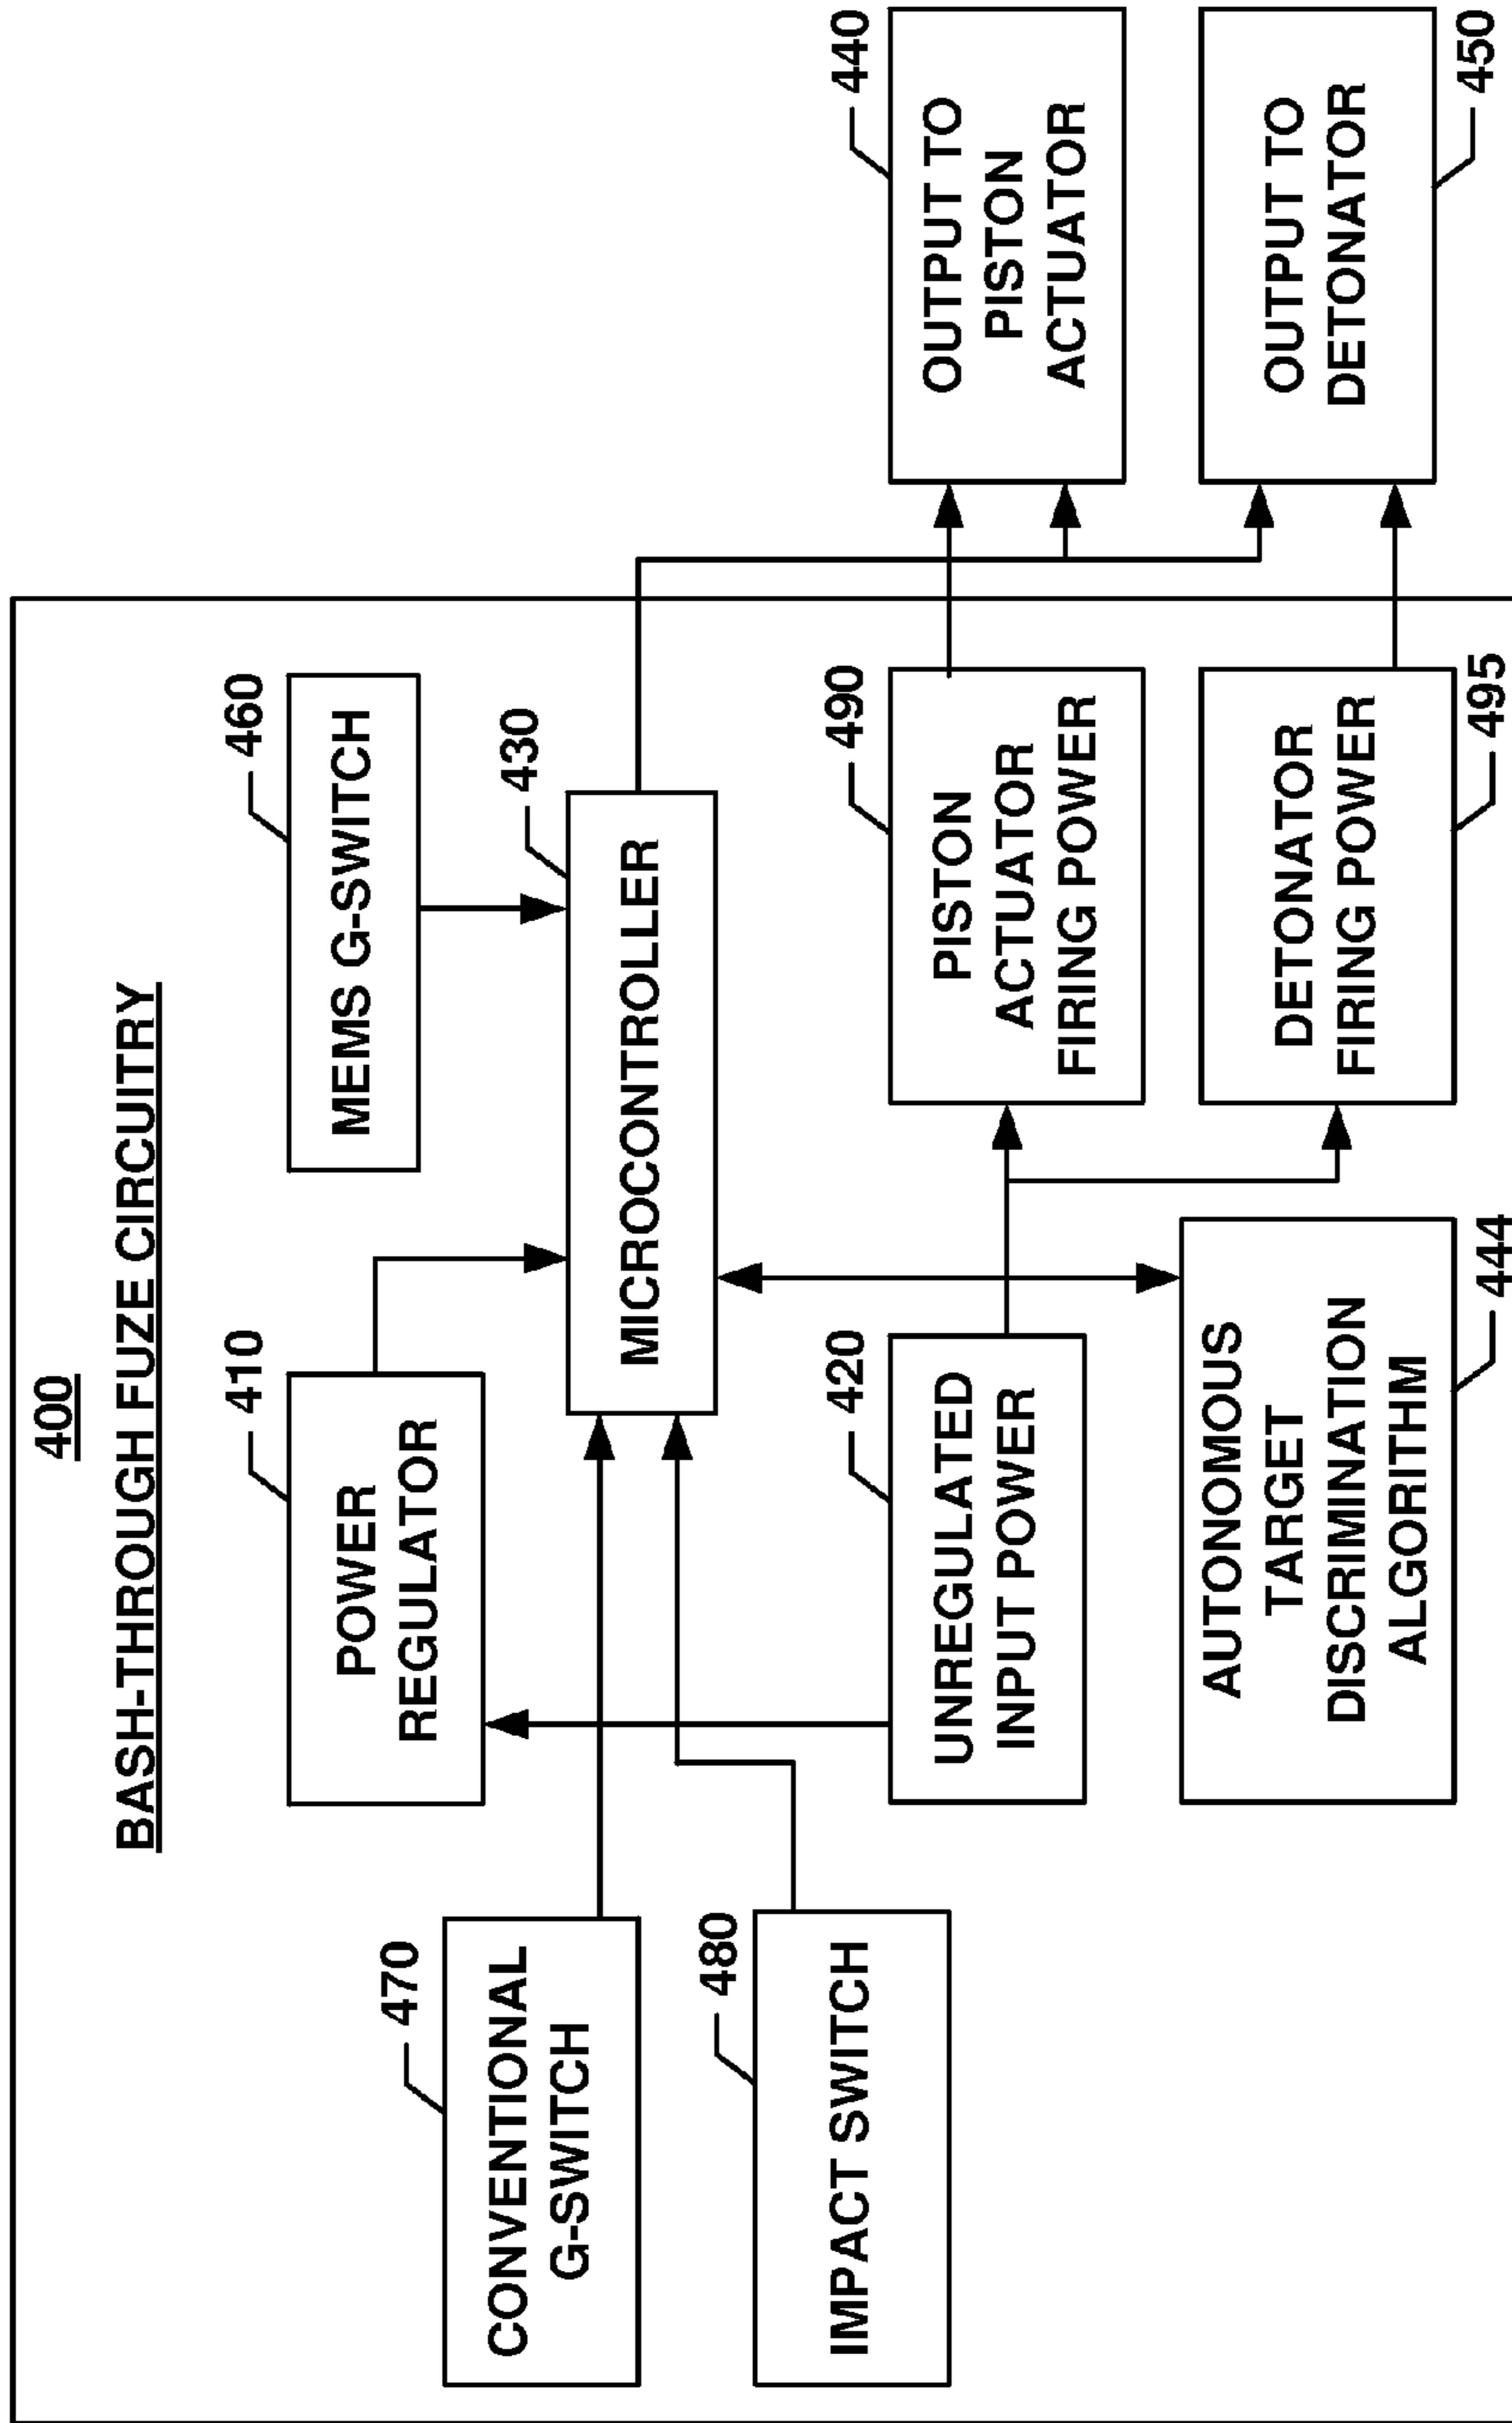 400
BASH-THROUGH FUZE CIRCUITRY
410
POWER
REGULATOR
460
MEMS G-SWITCH
470
CONVENTIONAL
G-SWITCH
430
MICROCONTROLLER
480
IMPACT SWITCH
420
UNREGULATED
INPUT POWER
490
PISTON
ACTUATOR
FIRING POWER
440
OUTPUT TO
PISTON
ACTUATOR
AUTONOMOUS
TARGET
DISCRIMINATION
ALGORITHM
444
DETONATOR
FIRING POWER
495
OUTPUT TO
DETONATOR
450